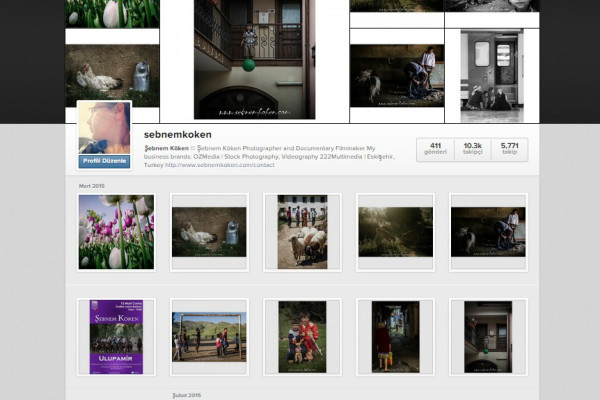 www.sebnemkoken.com
Profili Düzenle
sebnemkoken
Şebnem Köken © Şebnem Köken Photographer and Documentary Filmmaker My
business brands: OZMedia | Stock Photography, Videography 222Multimedia | Eskişehir,
Turkey http://www.sebnemkoken.com/contact
411
gönderi
10.3k
takipçi
5,771
takip
Mart 2015
ŞEBNEM KÖKEN
ULUPAMİR
Şubat 2015